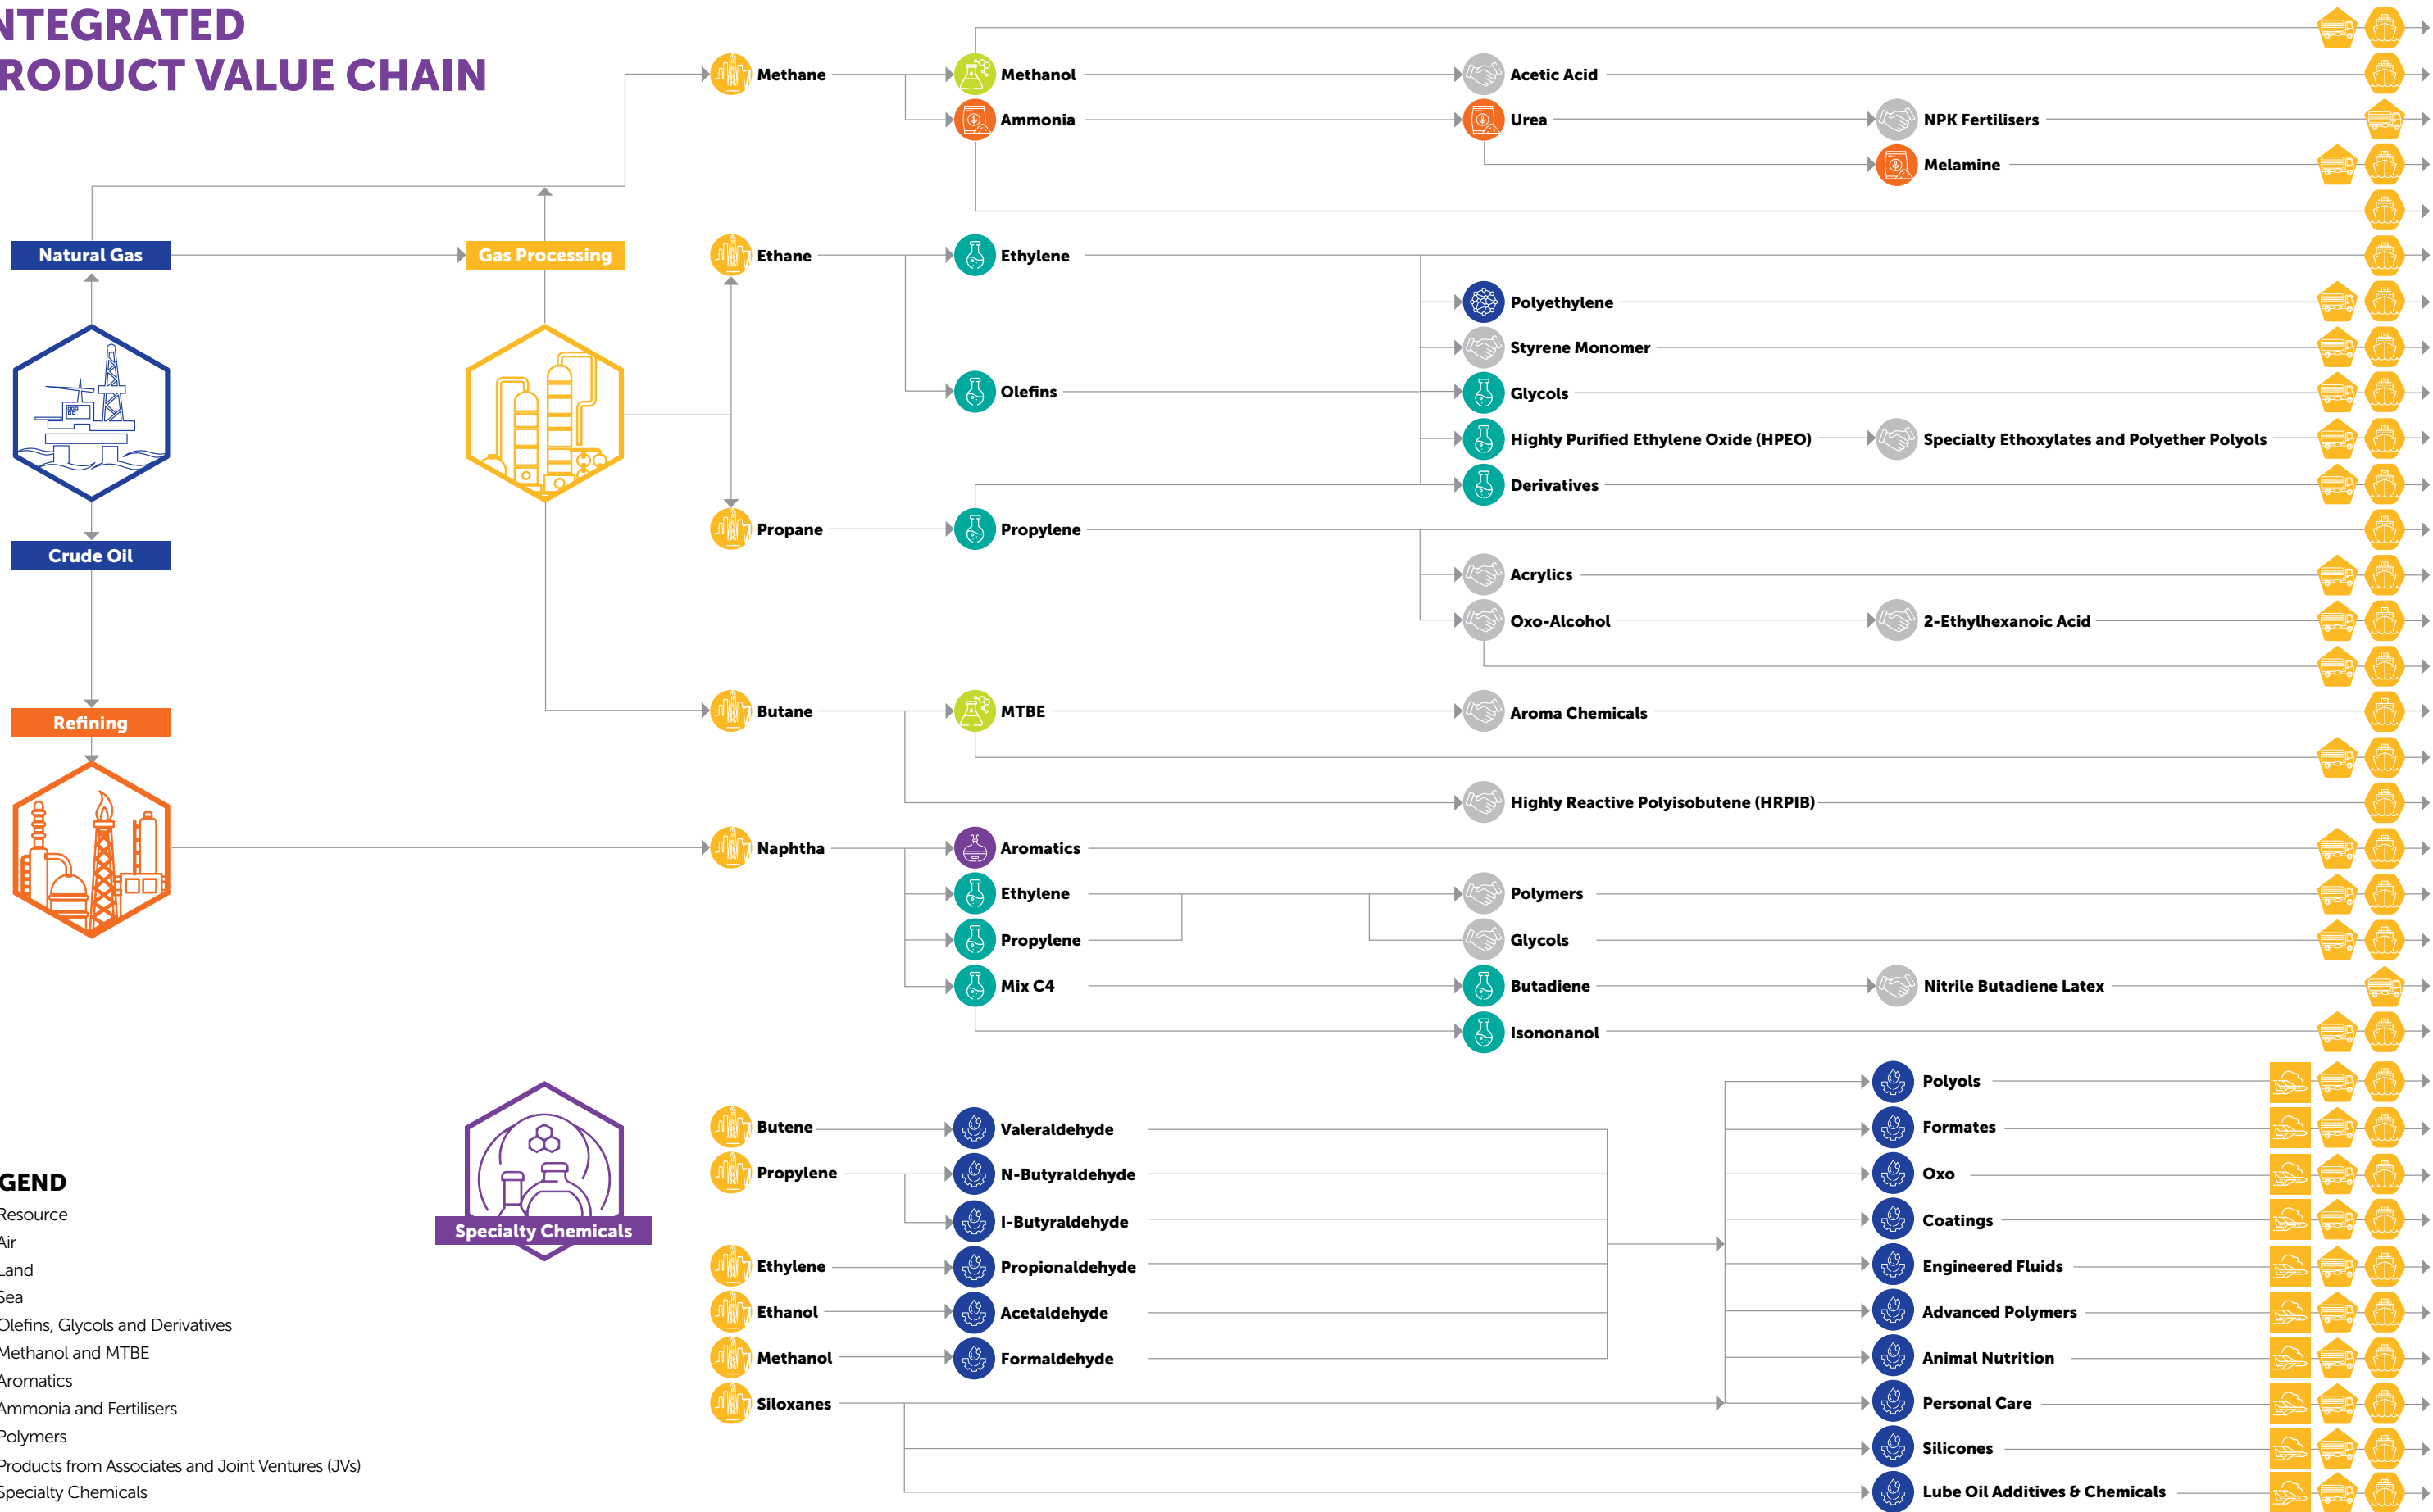 NTEGRATED
RODUCT VALUE CHAIN
Methane
Methanol
Acetic Acid
Ammonia
Urea
NPK Fertilisers
Melamine
Natural Gas
Gas Processing
Ethane
Ethylene
Polyethylene
Styrene Monomer
Olefins
Glycols
Highly Purified Ethylene Oxide (HPEO)
Specialty Ethoxylates and Polyether Polyols
Derivatives
Propane
Propylene
Crude Oil
Acrylics
Oxo-Alcohol
2-Ethylhexanoic Acid
Butane
MTBE
Aroma Chemicals
Refining
Highly Reactive Polyisobutene (HRPIB)
Naphtha
Aromatics
Ethylene
Polymers
Propylene
Glycols
Mix C4
Butadiene
Nitrile Butadiene Latex
Isononanol
Specialty Chemicals
Polyols
Butene
Valeraldehyde
Formates
Propylene
N-Butyraldehyde
Oxo
I-Butyraldehyde
Coatings
Ethylene
Propionaldehyde
Engineered Fluids
Ethanol
Acetaldehyde
Advanced Polymers
Methanol
Formaldehyde
Animal Nutrition
Siloxanes
Personal Care
Silicones
Lube Oil Additives & Chemicals
GEND
Resource
Air
Land
Sea
Olefins, Glycols and Derivatives
Methanol and MTBE
Aromatics
Ammonia and Fertilisers
Polymers
Products from Associates and Joint Ventures (JVs)
Specialty Chemicals